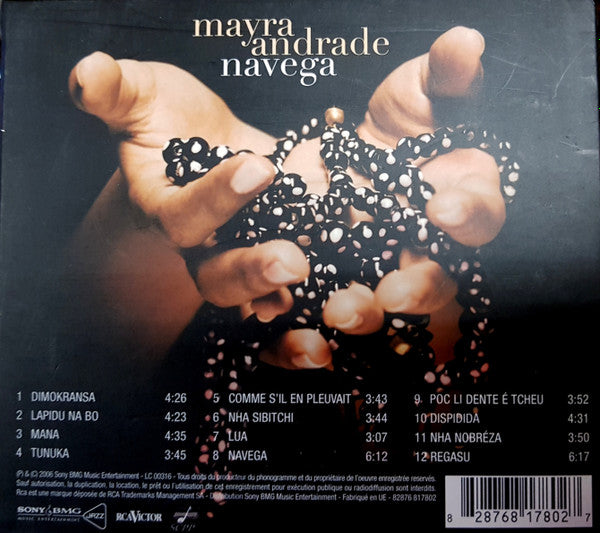 mayra
andrade
navega
1 DIMOKRANSA 4:26
2 LAPIDU NA BO 4:23
3 MANA 4:35
4 TUNUKA 4:45
5 COMME S'IL EN PLEUVAIT 3:43
6 NHA SIBITCHI 3:44
7 LUA 3:07
8 NAVEGA 6:12
9 POC LI DENTE É TCHEU 3:52
10 DISPIDIDA 4:31
11 NHA NOBRÉZA 3:50
12 REGASU 6:17
(P) & (C) 2006 Sony BMG Music Entertainment - LC 00316 - Tous droits du producteur du phonogramme et du propriétaire de l'oeuvre enregistrée réservés.
Sauf autorisation, la duplication, la location, le prêt ou l'utilisation de cet enregistrement pour exécution publique ou radiodiffusion sont interdits.
Rca est une marque déposée de RCA Trademarks Management SA - Distribution Sony BMG Music Entertainment - Fabriqué en UE - 82876 817802
SONY BMG
music entertainment
JAZZ
RCA VICTOR
8 28768 17802 7